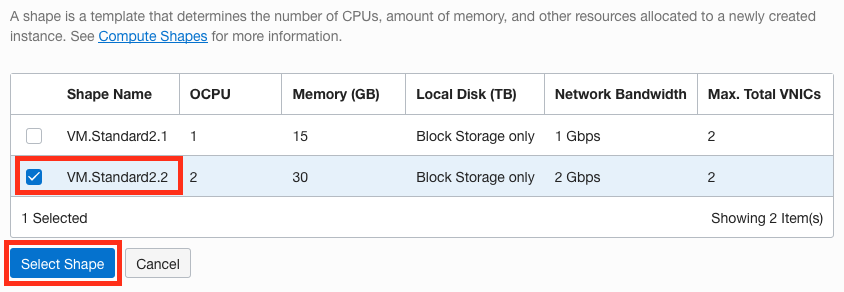 A shape is a template that determines the number of CPUs, amount of memory, and other resources allocated to a newly created
instance. See Compute Shapes for more information.
Shape Name OCPU Memory (GB) Local Disk (TB) Network Bandwidth Max. Total VNICs
VM.Standard2.1 1 15 Block Storage only 1 Gbps 2
VM.Standard2.2 2 30 Block Storage only 2 Gbps 2
1 Selected Showing 2 Item(s)
Select Shape Cancel